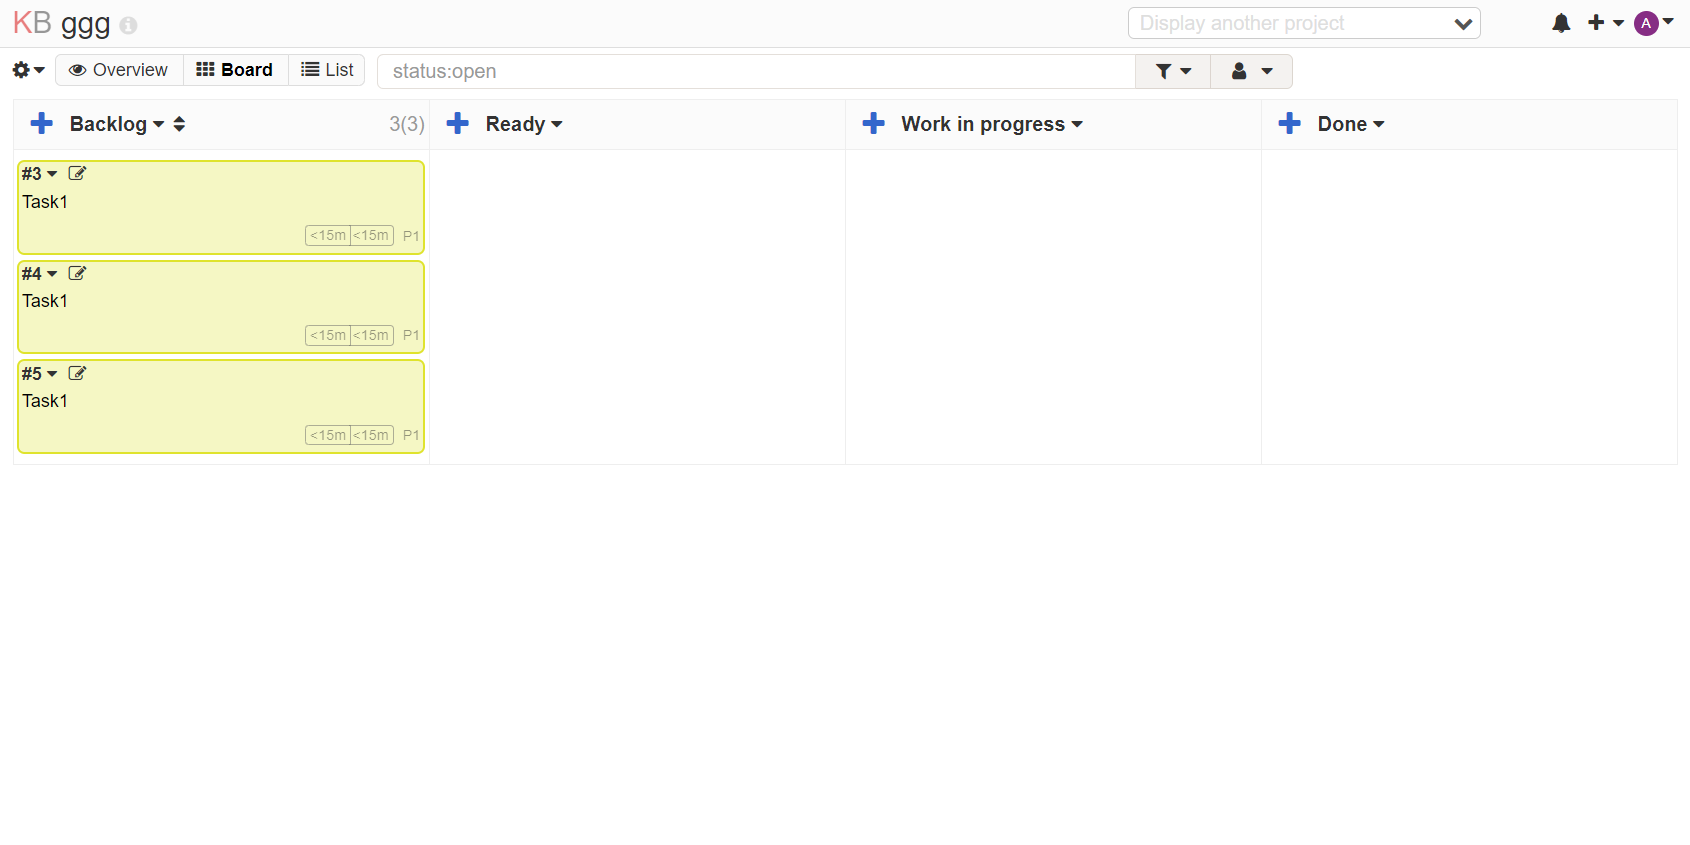 KB ggg
Display another project
A
Overview
Board
List
status:open
Backlog
3(3)
Ready
Work in progress
Done
#3
Task1
<15m <15m P1
#4
Task1
<15m <15m P1
#5
Task1
<15m <15m P1